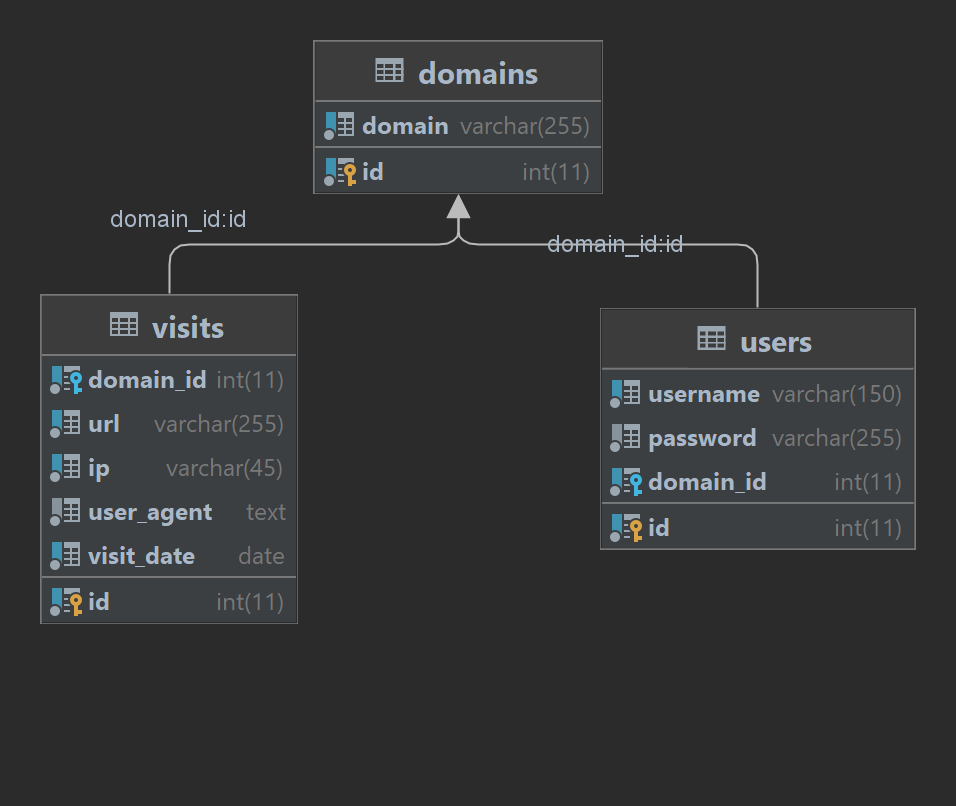 domains
domain varchar(255)
id int(11)
domain_id:id
domain_id:id
visits
domain_id int(11)
url varchar(255)
ip varchar(45)
user_agent text
visit_date date
id int(11)
users
username varchar(150)
password varchar(255)
domain_id int(11)
id int(11)